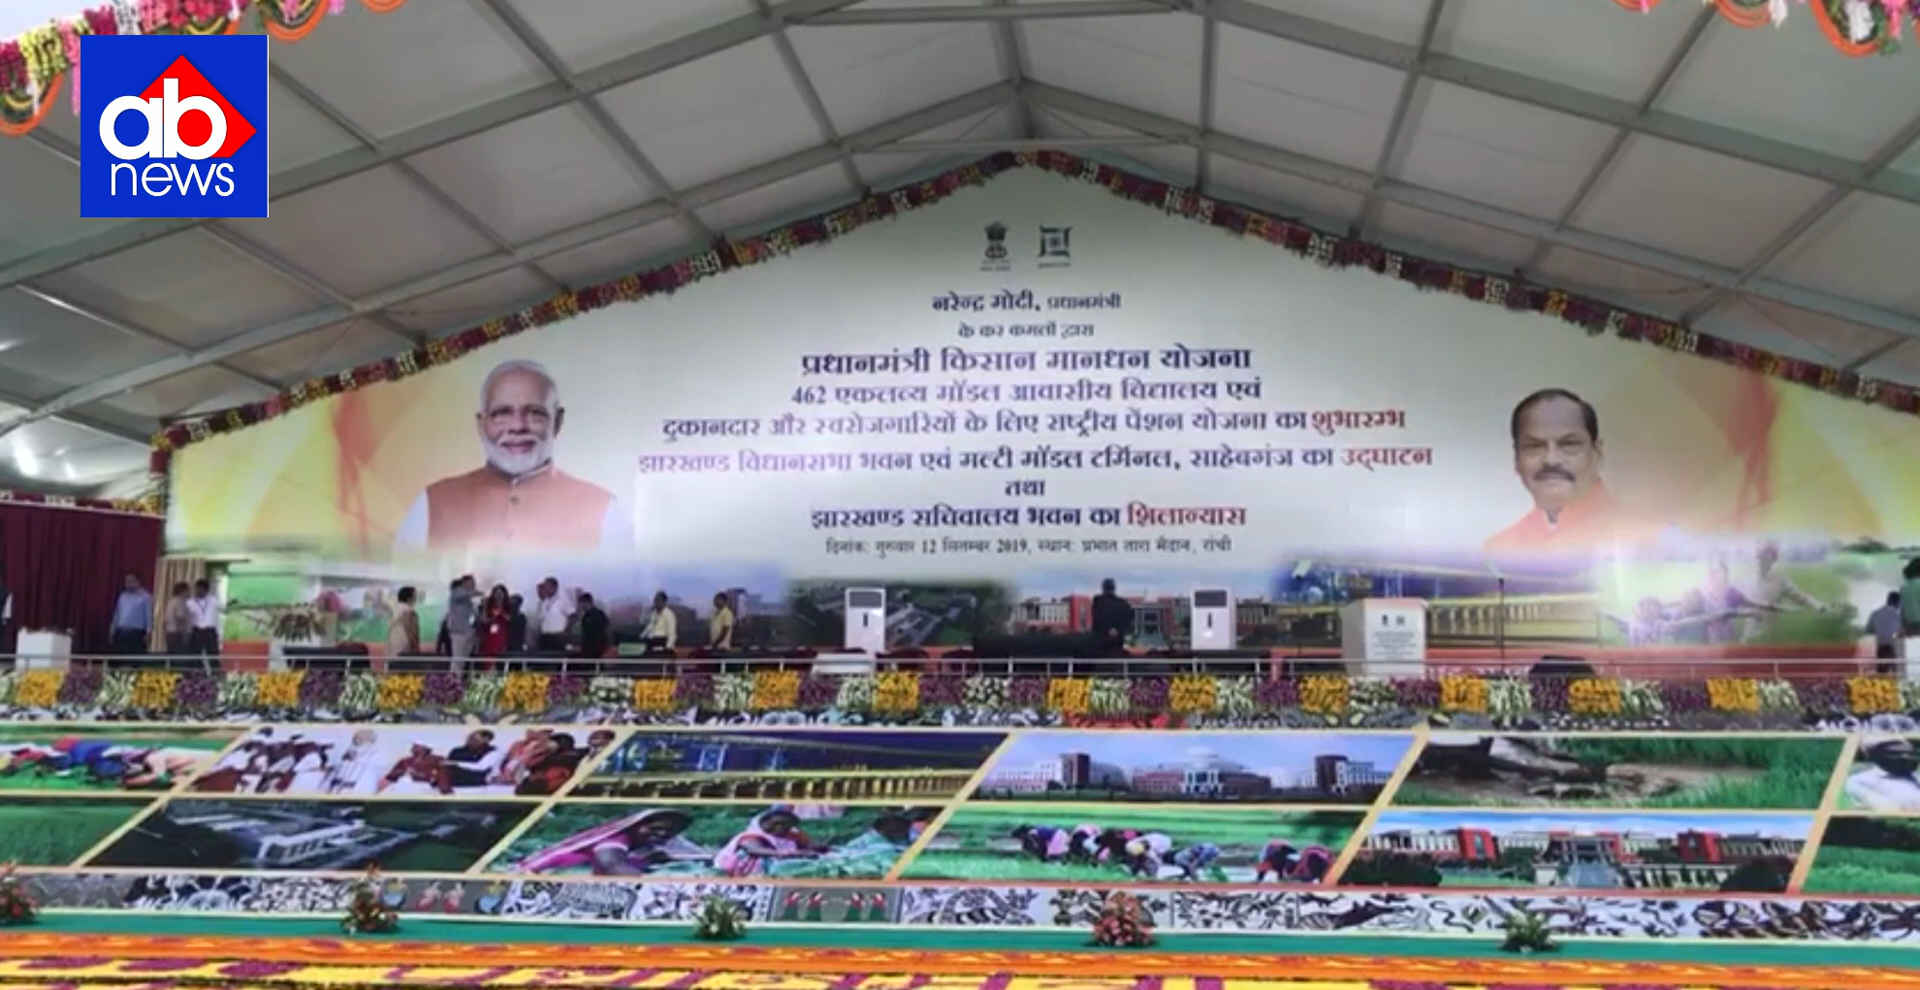 ab
news
नरेन्द्र मोदी, प्रधानमंत्री
के कर कमलों द्वारा
प्रधानमंत्री किसान मानधन योजना
462 एकलव्य मॉडल आवासीय विद्यालय एवं
दुकानदार और स्वरोजगारियों के लिए राष्ट्रीय पेंशन योजना का शुभारम्भ
झारखण्ड विधानसभा भवन एवं मल्टी मॉडल टर्मिनल, साहेबगंज का उद्घाटन
तथा
झारखण्ड सचिवालय भवन का शिलान्यास
दिनांक: गुरुवार 12 सितम्बर 2019, स्थान: प्रभात तारा मैदान, रांची